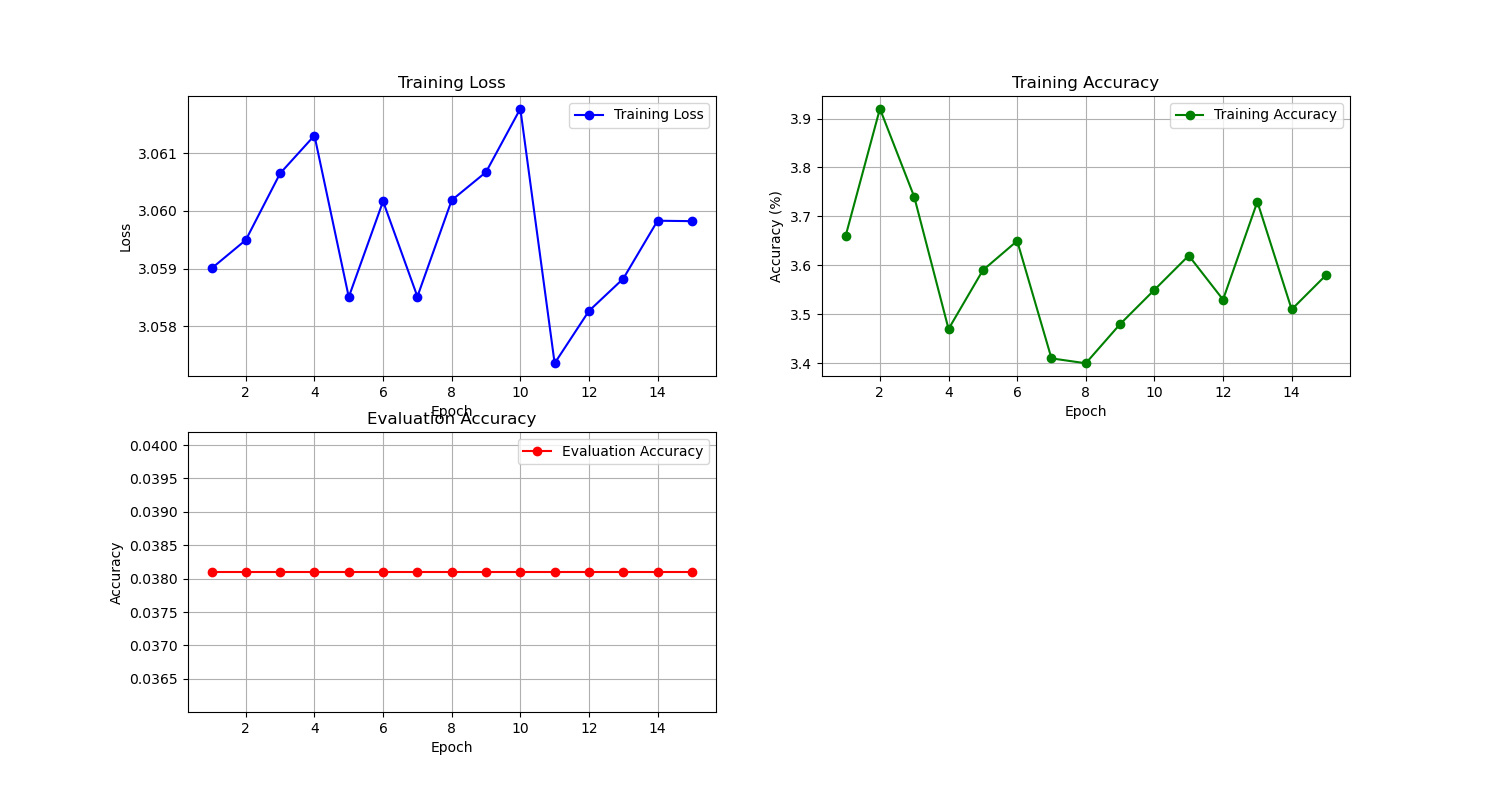 Training Loss
Training Loss
3.061
3.060
3.059
3.058
Loss
2 4 6 8 10 12 14
Epoch
Training Accuracy
Training Accuracy
3.9
3.8
3.7
3.6
3.5
3.4
Accuracy (%)
2 4 6 8 10 12 14
Epoch
Evaluation Accuracy
Evaluation Accuracy
0.0400
0.0395
0.0390
0.0385
0.0380
0.0375
0.0370
0.0365
Accuracy
2 4 6 8 10 12 14
Epoch